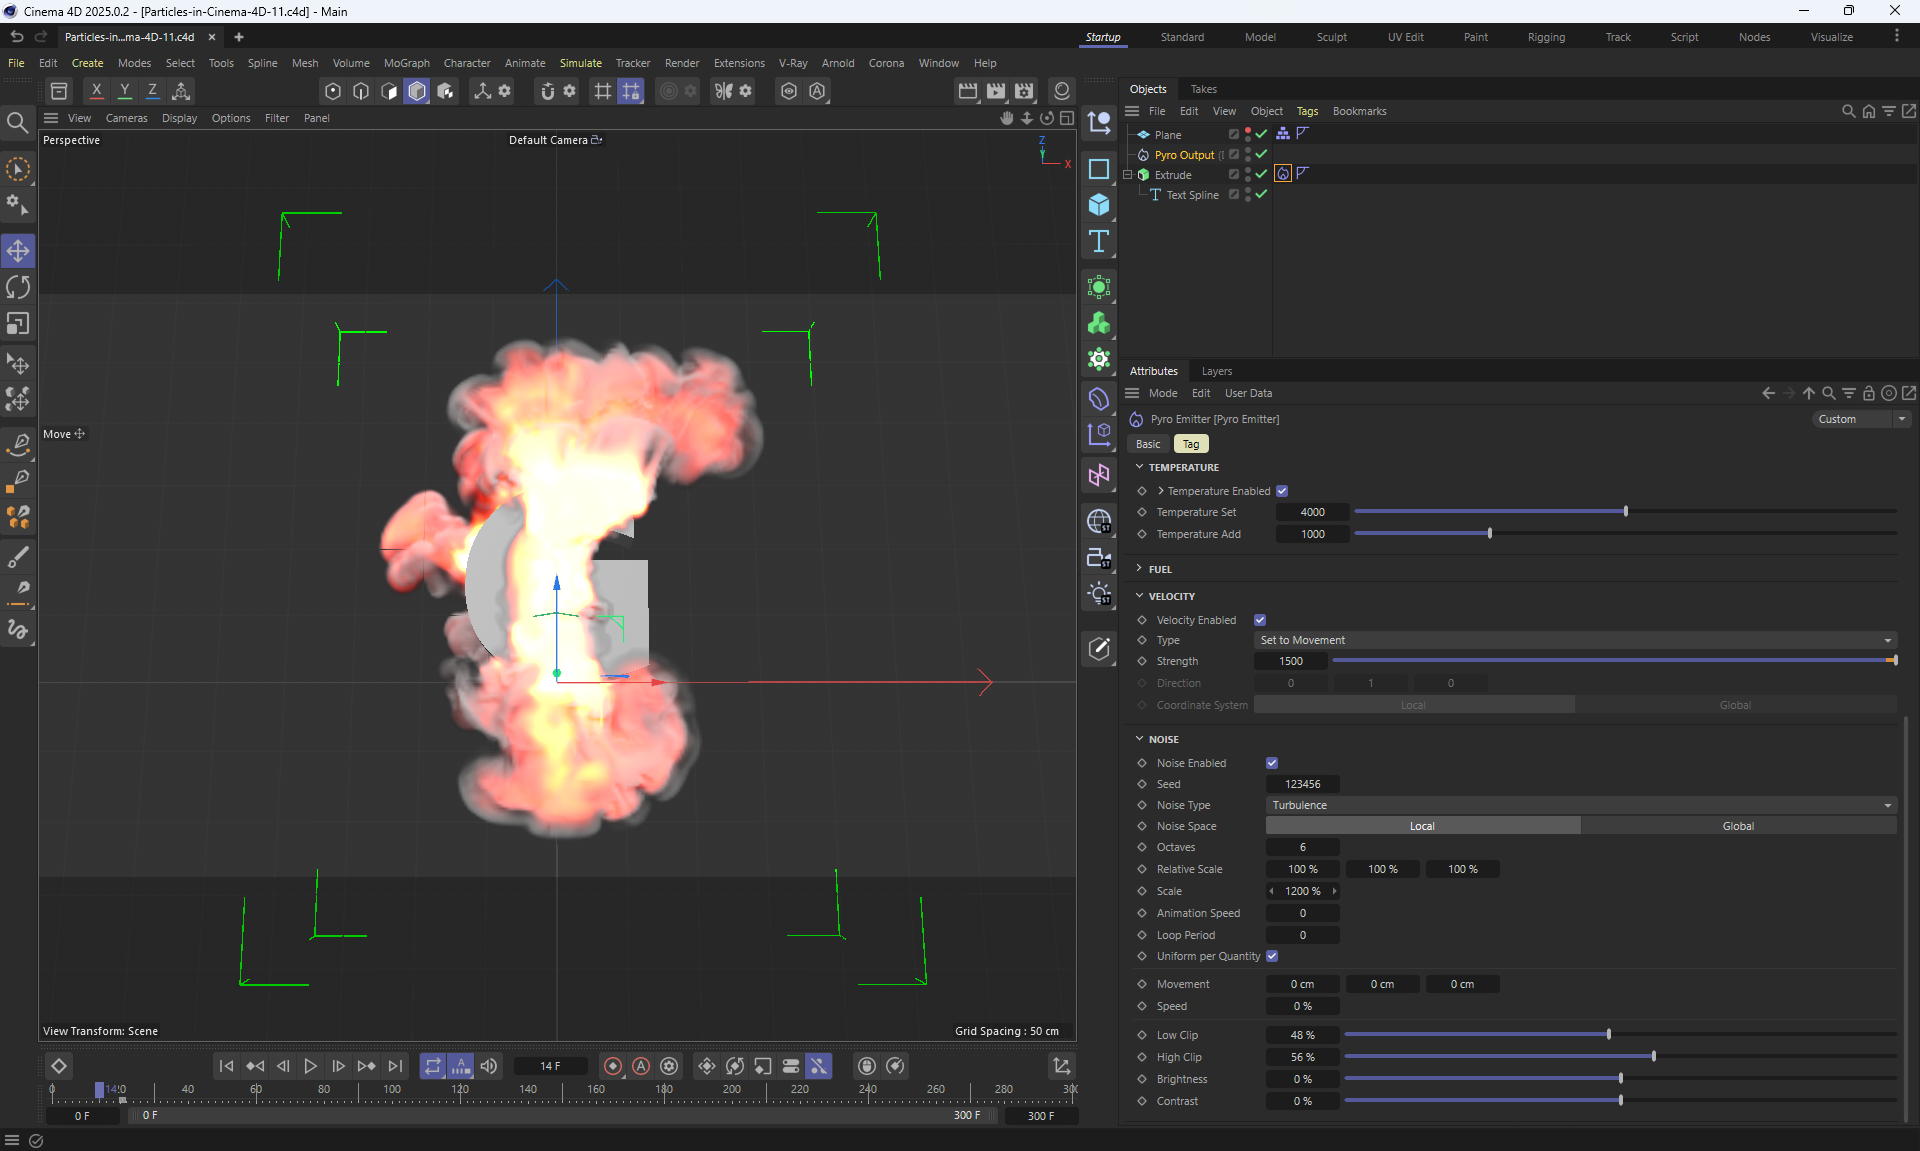 Cinema 4D 2025.0.2 - [Particles-in-Cinema-4D-11.c4d] - Main
Particles-in...ma-4D-11.c4d
Startup Standard Model Sculpt UV Edit Paint Rigging Track Script Nodes Visualize
File Edit Create Modes Select Tools Spline Mesh Volume MoGraph Character Animate Simulate Tracker Render Extensions V-Ray Arnold Corona Window Help
X Y Z
View Cameras Display Options Filter Panel
Perspective
Default Camera
Z
Y
X
Move
View Transform: Scene
Grid Spacing : 50 cm
Objects Takes
File Edit View Object Tags Bookmarks
Plane
Pyro Output
Extrude
Text Spline
Attributes Layers
Mode Edit User Data
Pyro Emitter [Pyro Emitter]
Custom
Basic Tag
TEMPERATURE
Temperature Enabled
Temperature Set 4000
Temperature Add 1000
FUEL
VELOCITY
Velocity Enabled
Type Set to Movement
Strength 1500
Direction 0 1 0
Coordinate System Local Global
NOISE
Noise Enabled
Seed 123456
Noise Type Turbulence
Noise Space Local Global
Octaves 6
Relative Scale 100 % 100 % 100 %
Scale 1200 %
Animation Speed 0
Loop Period 0
Uniform per Quantity
Movement 0 cm 0 cm 0 cm
Speed 0 %
Low Clip 48 %
High Clip 56 %
Brightness 0 %
Contrast 0 %
14 F
0 14 40 60 80 100 120 140 160 180 200 220 240 260 280
0 F 0 F 300 F 300 F